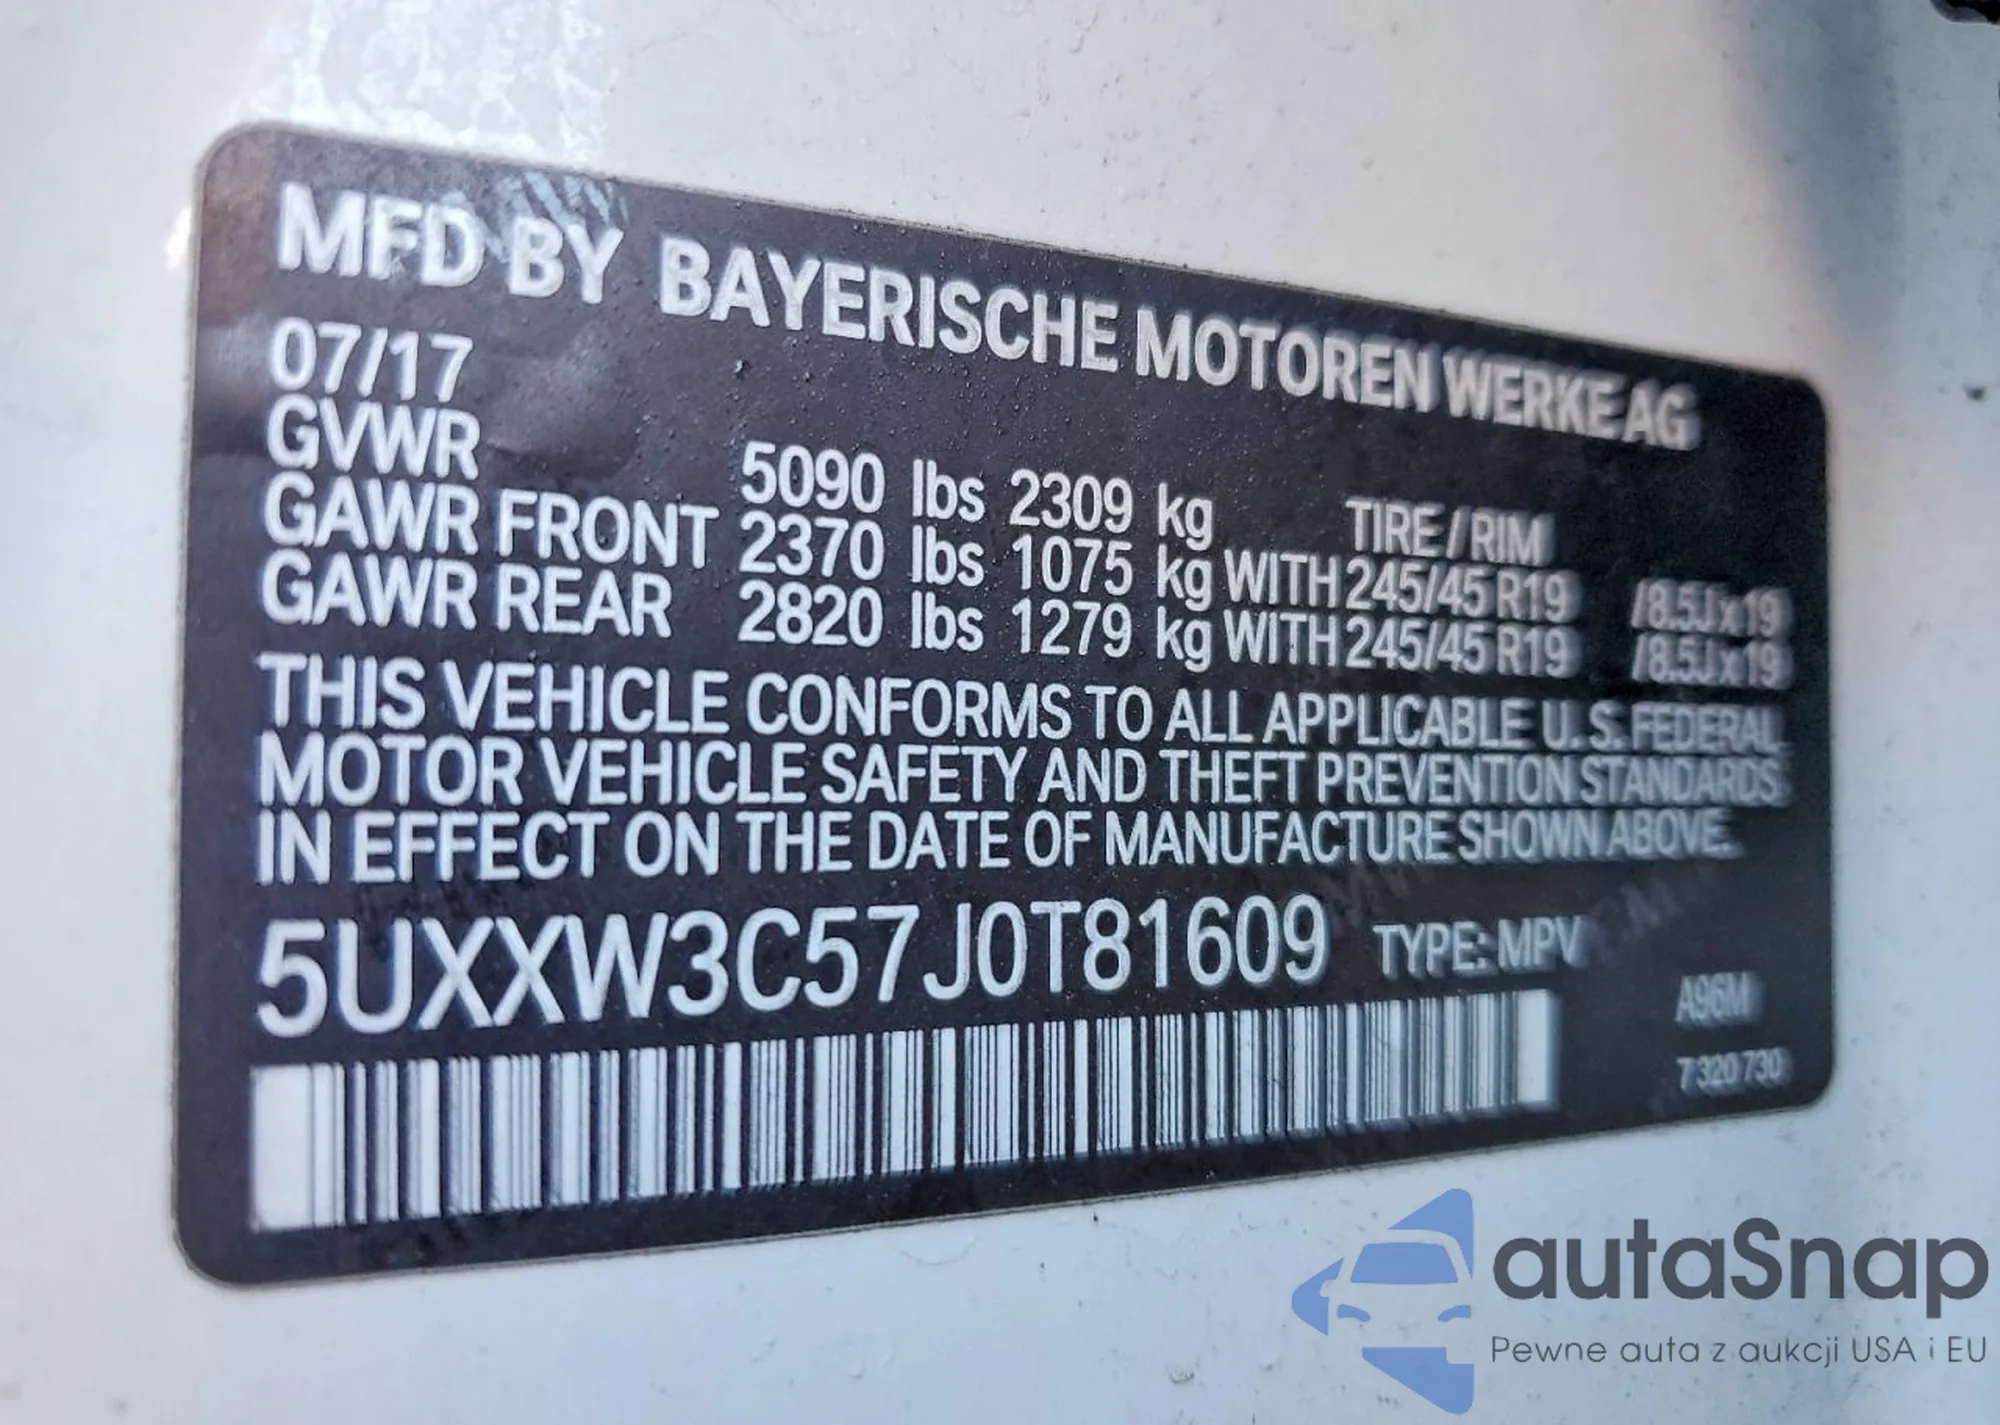 MFD BY BAYERISCHE MOTOREN WERKE AG
07/17
GVWR 5090 lbs 2309 kg TIRE / RIM
GAWR FRONT 2370 lbs 1075 kg WITH 245/45 R19 /8.5Jx19
GAWR REAR 2820 lbs 1279 kg WITH 245/45 R19 /8.5Jx19
THIS VEHICLE CONFORMS TO ALL APPLICABLE U. S. FEDERAL
MOTOR VEHICLE SAFETY AND THEFT PREVENTION STANDARDS
IN EFFECT ON THE DATE OF MANUFACTURE SHOWN ABOVE.
5UXXW3C57J0T81609 TYPE: MPV
A96M
7 320 730
autaSnap
Pewne auta z aukcji USA i EU